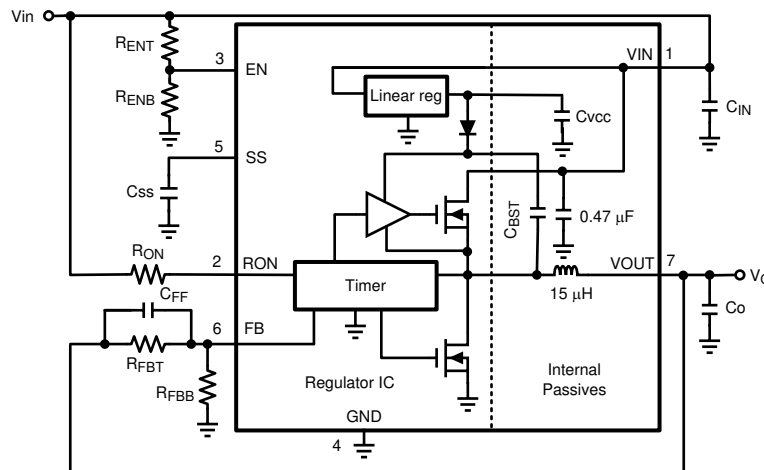 Vin
RENT
3
EN
VIN
1
Linear reg
Cvcc
CIN
RENB
5
SS
Css
CBST
0.47 μF
RON
2
RON
VOUT
7
Timer
15 μH
Co
CFF
6
FB
RFBT
RFBB
Regulator IC
Internal
Passives
GND
4